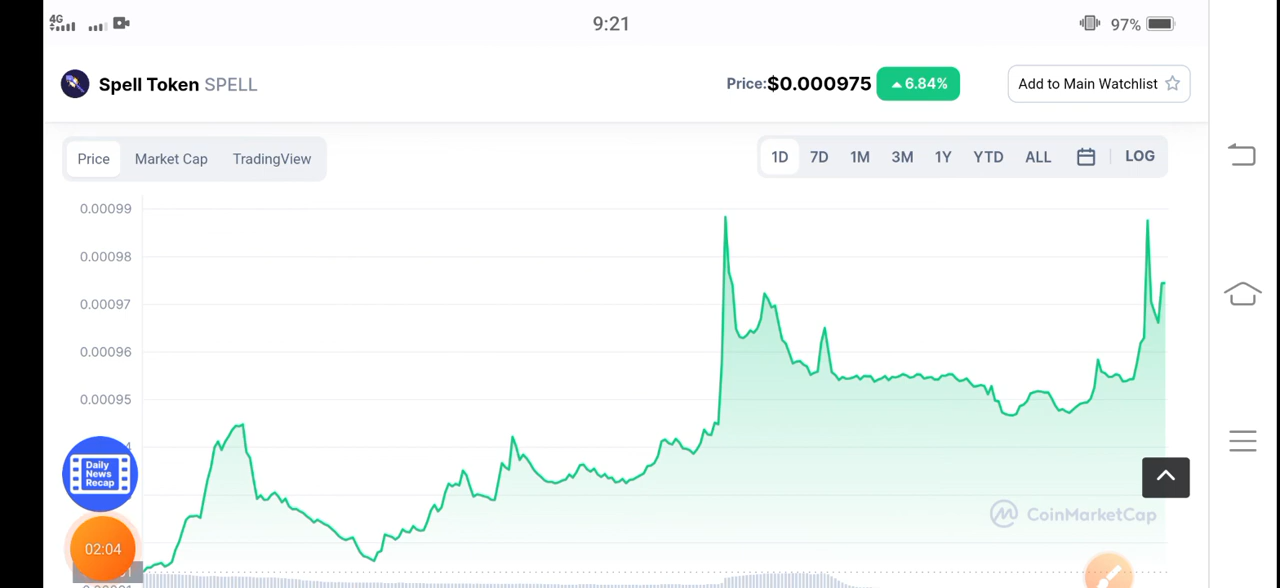 4G
9:21
97%
Spell Token SPELL
Price:$0.000975
6.84%
Add to Main Watchlist
Price
Market Cap
TradingView
1D
7D
1M
3M
1Y
YTD
ALL
LOG
0.00099
0.00098
0.00097
0.00096
0.00095
Daily
News
Recap
CoinMarketCap
02:04